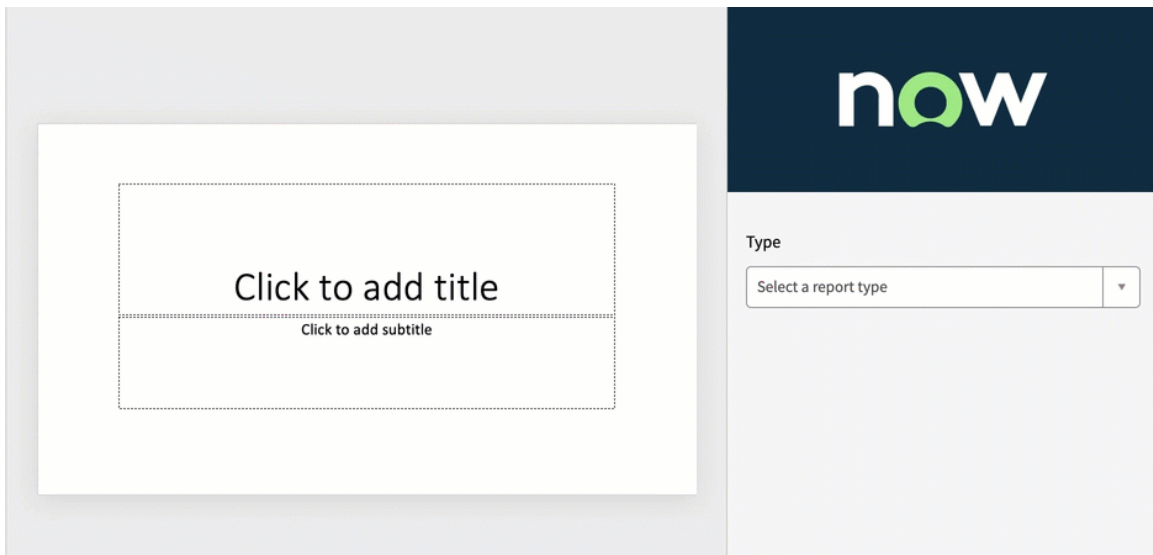 Click to add title
Click to add subtitle
now
Type
Select a report type